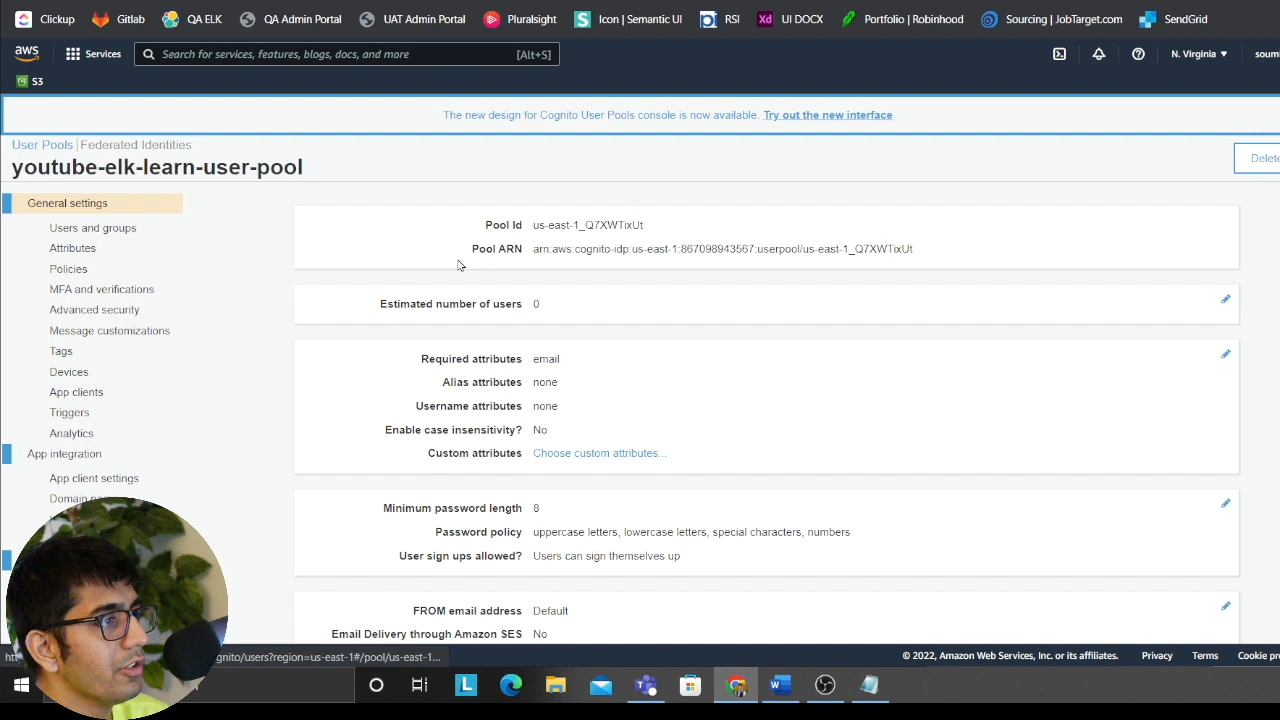 Clickup Gitlab QA ELK QA Admin Portal UAT Admin Portal Pluralsight Icon | Semantic UI RSI UI DOCX Portfolio | Robinhood Sourcing | JobTarget.com SendGrid
aws Services Search for services, features, blogs, docs, and more [Alt+S] N. Virginia soum
S3
The new design for Cognito User Pools console is now available. Try out the new interface
User Pools | Federated Identities
youtube-elk-learn-user-pool
Delete
General settings
Users and groups
Attributes
Policies
MFA and verifications
Advanced security
Message customizations
Tags
Devices
App clients
Triggers
Analytics
App integration
App client settings
Domain
Pool Id us-east-1_Q7XWTixUt
Pool ARN arn:aws:cognito-idp:us-east-1:867098943567:userpool/us-east-1_Q7XWTixUt
Estimated number of users 0
Required attributes email
Alias attributes none
Username attributes none
Enable case insensitivity? No
Custom attributes Choose custom attributes...
Minimum password length 8
Password policy uppercase letters, lowercase letters, special characters, numbers
User sign ups allowed? Users can sign themselves up
FROM email address Default
Email Delivery through Amazon SES No
gnito/users?region=us-east-1#/pool/us-east-1...
© 2022, Amazon Web Services, Inc. or its affiliates. Privacy Terms Cookie pre